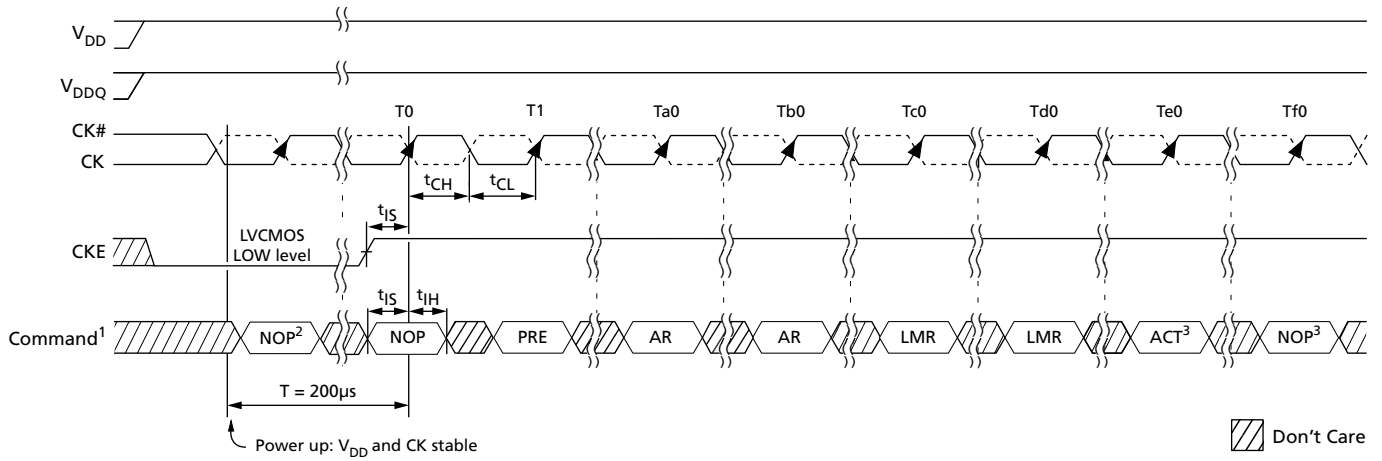 VDD
VDDQ
T0 T1 Ta0 Tb0 Tc0 Td0 Te0 Tf0
CK#
CK
tCH tCL
tIS
LVCMOS
LOW level
CKE
tIS tIH
Command1 NOP2 NOP PRE AR AR LMR LMR ACT3 NOP3
T = 200µs
Power up: VDD and CK stable
Don't Care